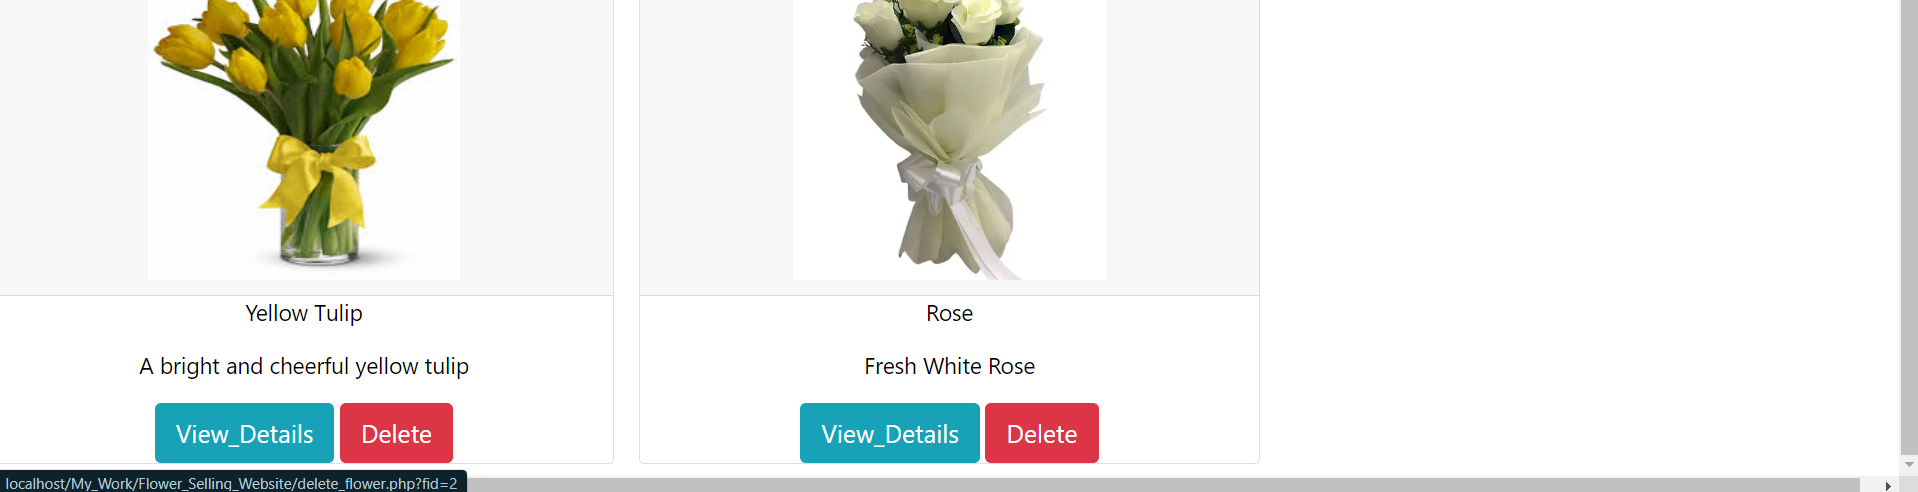 Yellow Tulip
A bright and cheerful yellow tulip
View_Details Delete
Rose
Fresh White Rose
View_Details Delete
localhost/My_Work/Flower_Selling_Website/delete_flower.php?fid=2